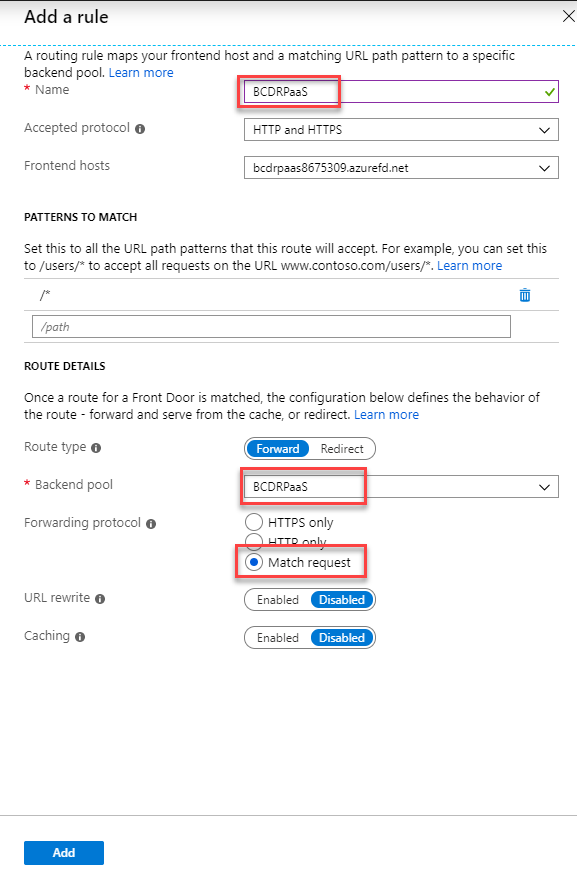 Add a rule
A routing rule maps your frontend host and a matching URL path pattern to a specific
backend pool. Learn more
* Name
BCDRPaaS
Accepted protocol
HTTP and HTTPS
Frontend hosts
bcdrpaas8675309.azurefd.net
PATTERNS TO MATCH
Set this to all the URL path patterns that this route will accept. For example, you can set this
to /users/* to accept all requests on the URL www.contoso.com/users/*. Learn more
/*
/path
ROUTE DETAILS
Once a route for a Front Door is matched, the configuration below defines the behavior of
the route - forward and serve from the cache, or redirect. Learn more
Route type
Forward Redirect
* Backend pool
BCDRPaaS
Forwarding protocol
HTTPS only
HTTP only
Match request
URL rewrite
Enabled Disabled
Caching
Enabled Disabled
Add